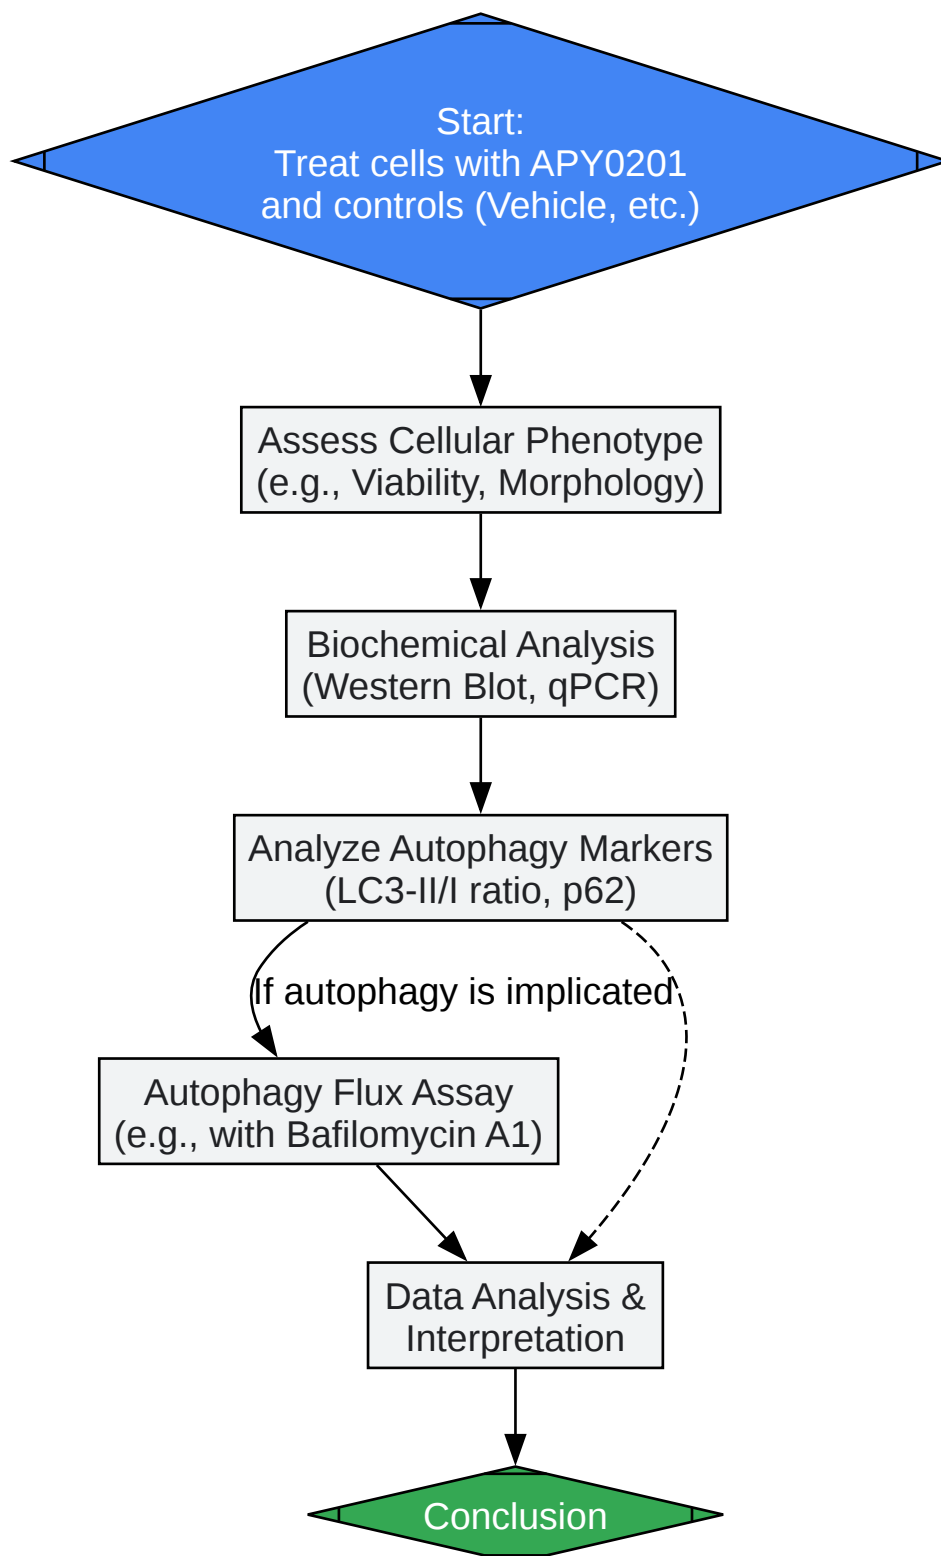 Start:
Treat cells with APY0201
and controls (Vehicle, etc.)
Assess Cellular Phenotype
(e.g., Viability, Morphology)
Biochemical Analysis
(Western Blot, qPCR)
Analyze Autophagy Markers
(LC3-II/I ratio, p62)
If autophagy is implicated
Autophagy Flux Assay
(e.g., with Bafilomycin A1)
Data Analysis &
Interpretation
Conclusion